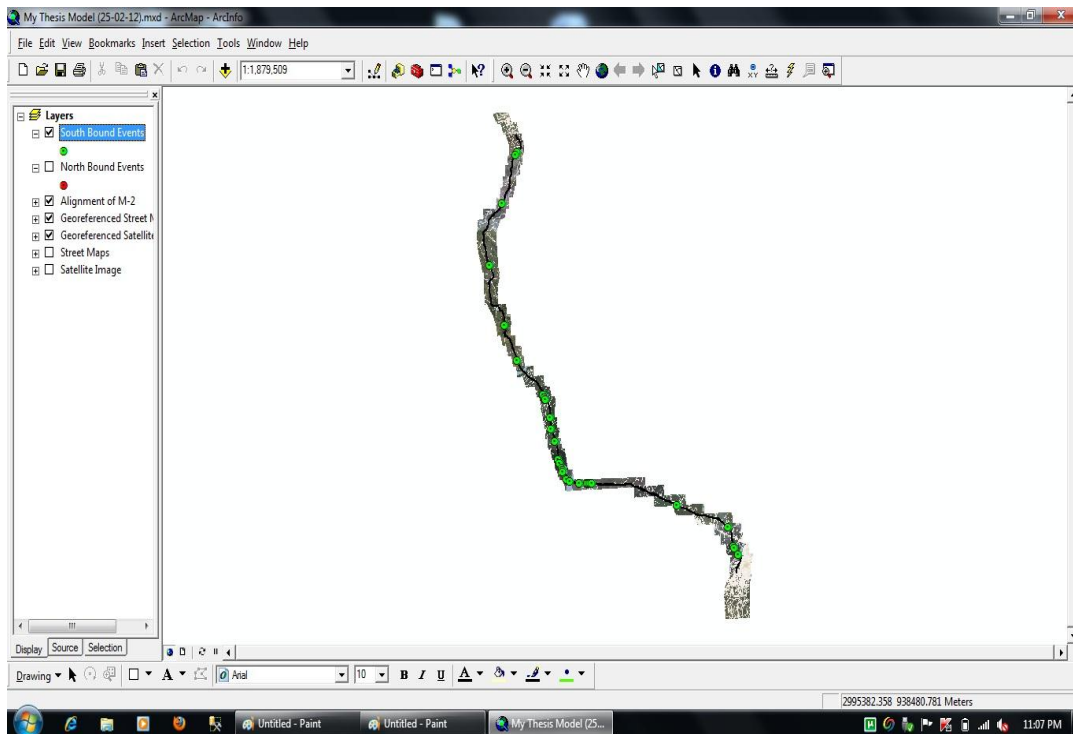 My Thesis Model (25-02-12).mxd - ArcMap - ArcInfo
File Edit View Bookmarks Insert Selection Tools Window Help
1:1,879,509
Layers
South Bound Events
North Bound Events
Alignment of M-2
Georeferenced Street M
Georeferenced Satellite
Street Maps
Satellite Image
Display Source Selection
Drawing A Arial 10 B I U A
2995382.358 938480.781 Meters
Untitled - Paint Untitled - Paint My Thesis Model (25... 11:07 PM